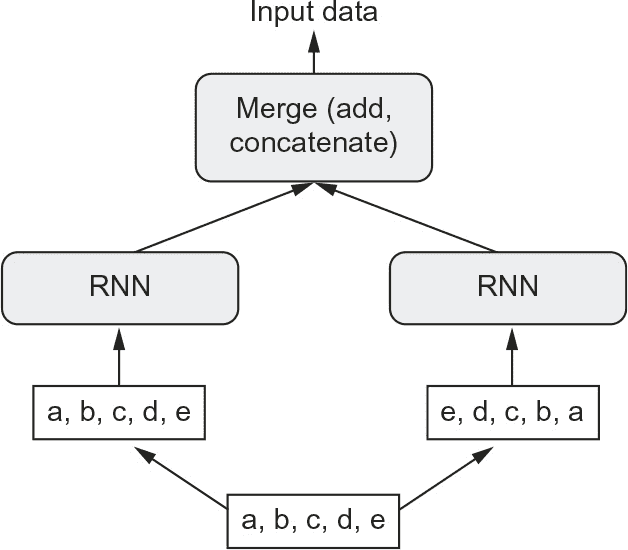 Input data
Merge (add,
concatenate)
RNN
RNN
a, b, c, d, e
e, d, c, b, a
a, b, c, d, e